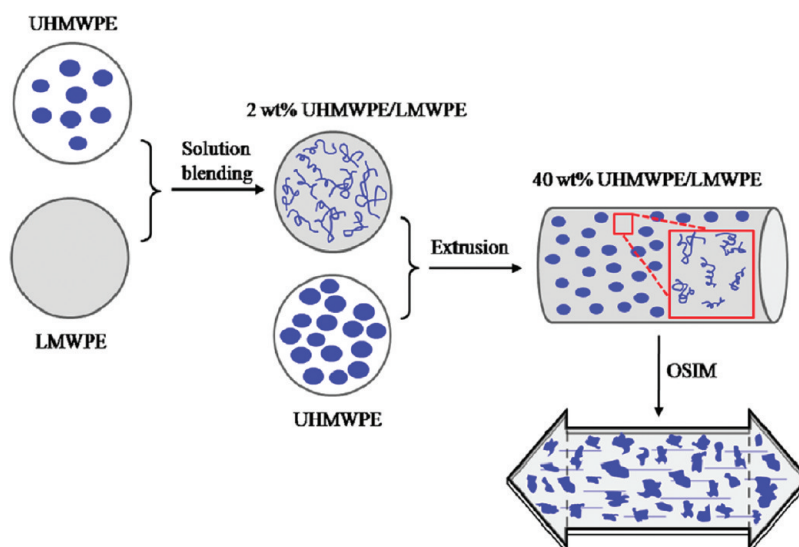 UHMWPE
2 wt% UHMWPE/LMWPE
Solution
blending
40 wt% UHMWPE/LMWPE
Extrusion
LMWPE
UHMWPE
OSIM